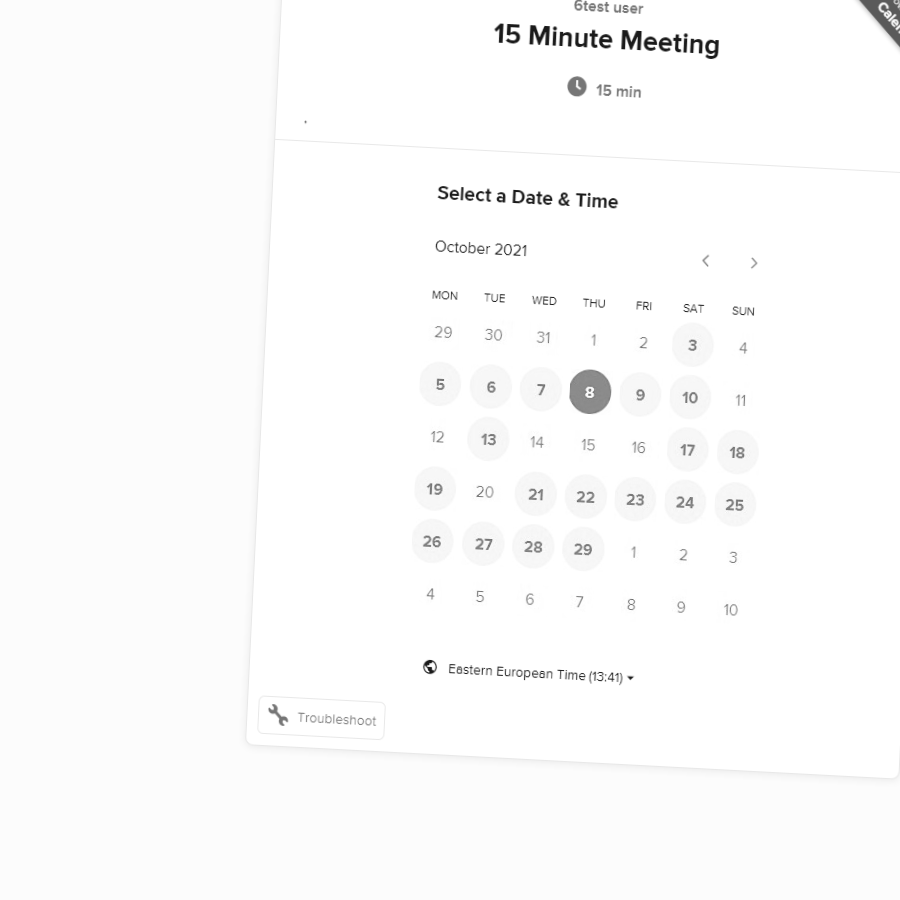 6test user
15 Minute Meeting
15 min
.
Select a Date & Time
October 2021
MON TUE WED THU FRI SAT SUN
29 30 31 1 2 3 4
5 6 7 8 9 10 11
12 13 14 15 16 17 18
19 20 21 22 23 24 25
26 27 28 29 1 2 3
4 5 6 7 8 9 10
Eastern European Time (13:41)
Troubleshoot